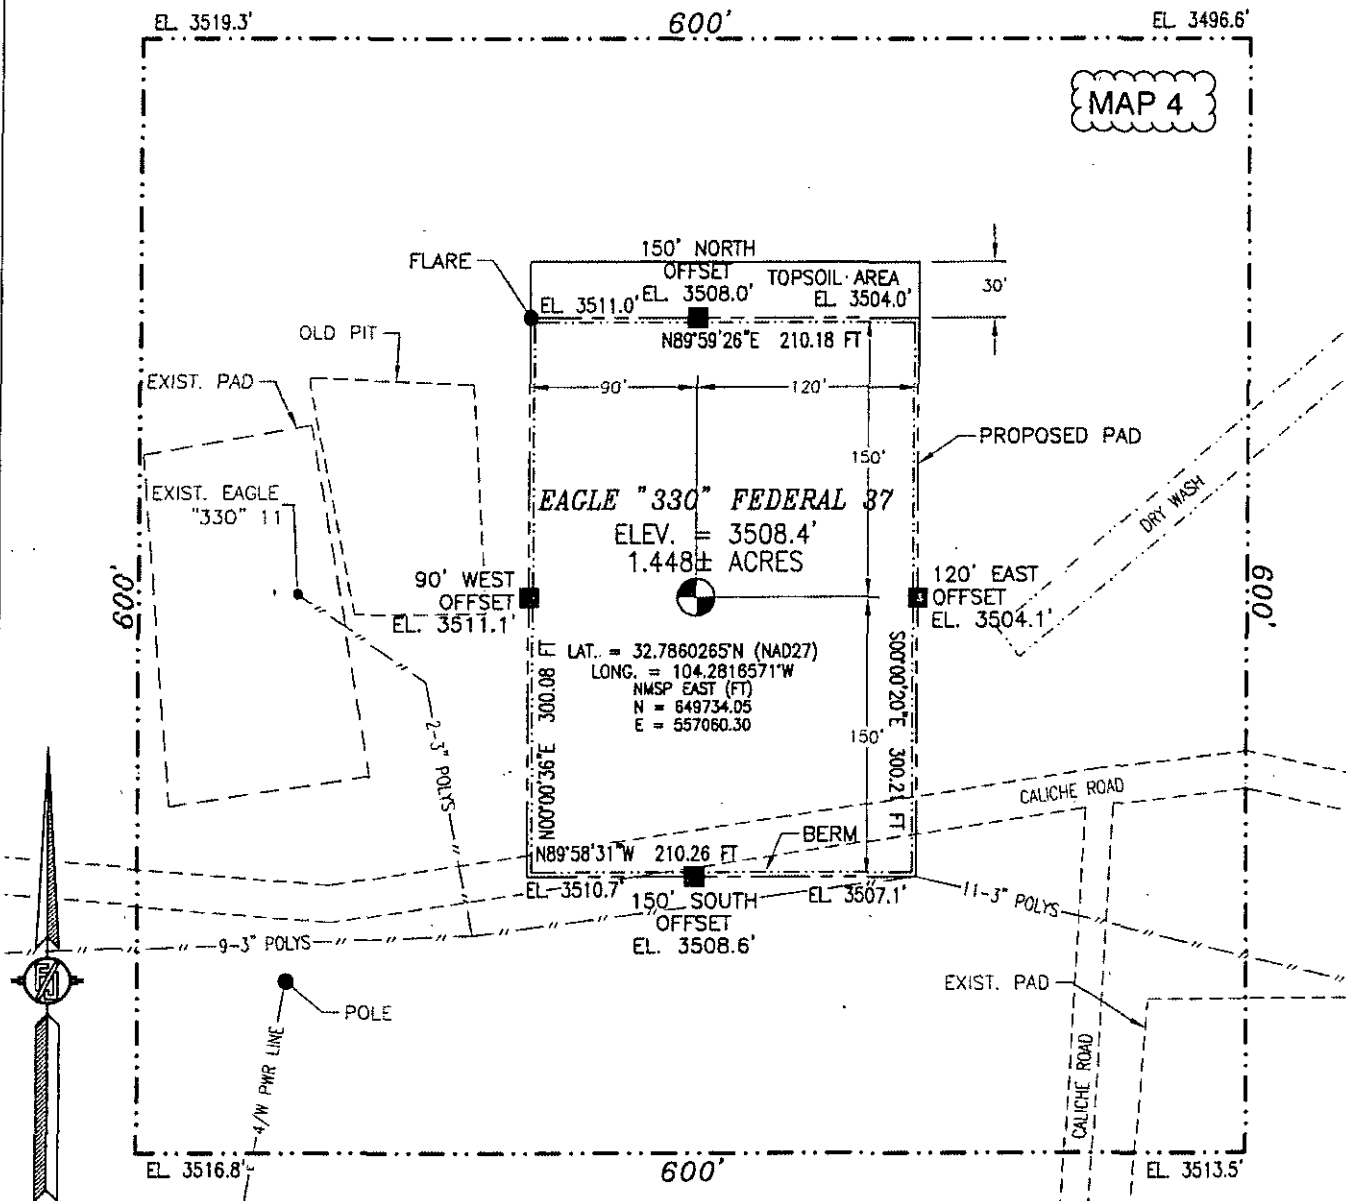 EL. 3519.3'
600'
EL. 3496.6'
MAP 4
150' NORTH
OFFSET
EL. 3508.0'
TOPSOIL AREA
EL. 3504.0'
30'
FLARE
EL. 3511.0'
N89°59'26"E 210.18 FT
OLD PIT
EXIST. PAD
90'
120'
PROPOSED PAD
150'
EXIST. EAGLE
"330" 11
EAGLE "330" FEDERAL 87
ELEV. = 3508.4'
1.448± ACRES
DRY WASH
600'
90' WEST
OFFSET
EL. 3511.1'
120' EAST
OFFSET
EL. 3504.1'
600'
LAT. = 32.7860265°N (NAD27)
LONG. = 104.2816571°W
NMSP EAST (FT)
N = 649734.05
E = 557060.30
N00°00'36"E 300.08 FT
S00°00'20"E 300.21 FT
150'
2-3" POLYS
CALICHE ROAD
BERM
N89°58'31"W 210.26 FT
EL. 3510.7'
150' SOUTH
OFFSET
EL. 3508.6'
EL. 3507.1'
11-3" POLYS
9-3" POLYS
EXIST. PAD
POLE
4/W PWR LINE
CALICHE ROAD
EL. 3516.8'
600'
EL. 3513.5'